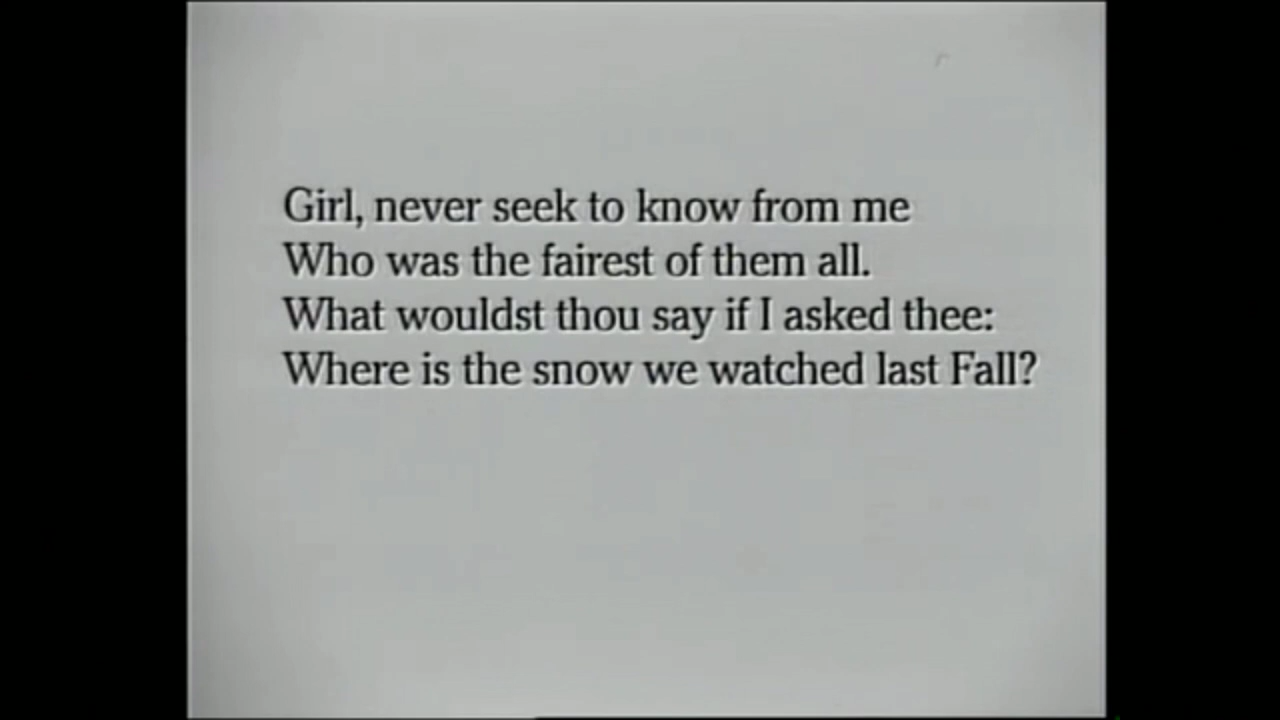 Girl, never seek to know from me
Who was the fairest of them all.
What wouldst thou say if I asked thee:
Where is the snow we watched last Fall?